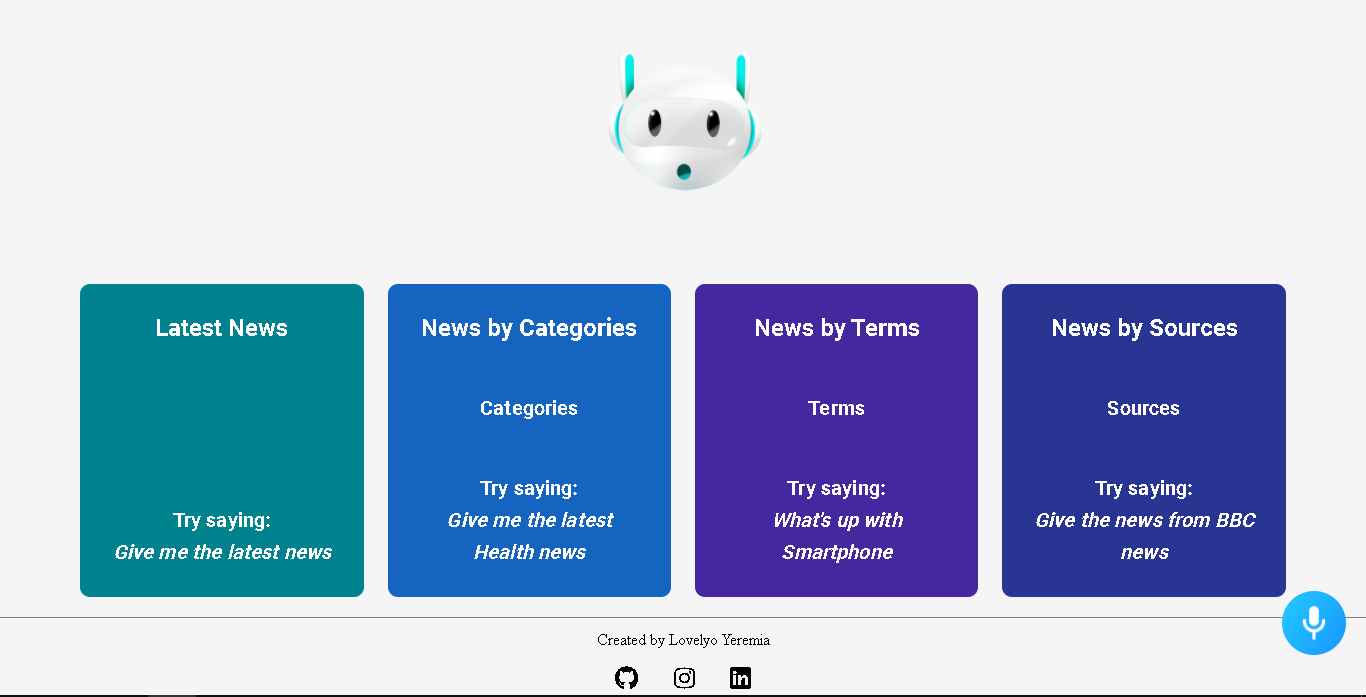 Latest News
Try saying:
Give me the latest news
News by Categories
Categories
Try saying:
Give me the latest
Health news
News by Terms
Terms
Try saying:
What's up with
Smartphone
News by Sources
Sources
Try saying:
Give the news from BBC
news
Created by Lovelyo Yeremia
in